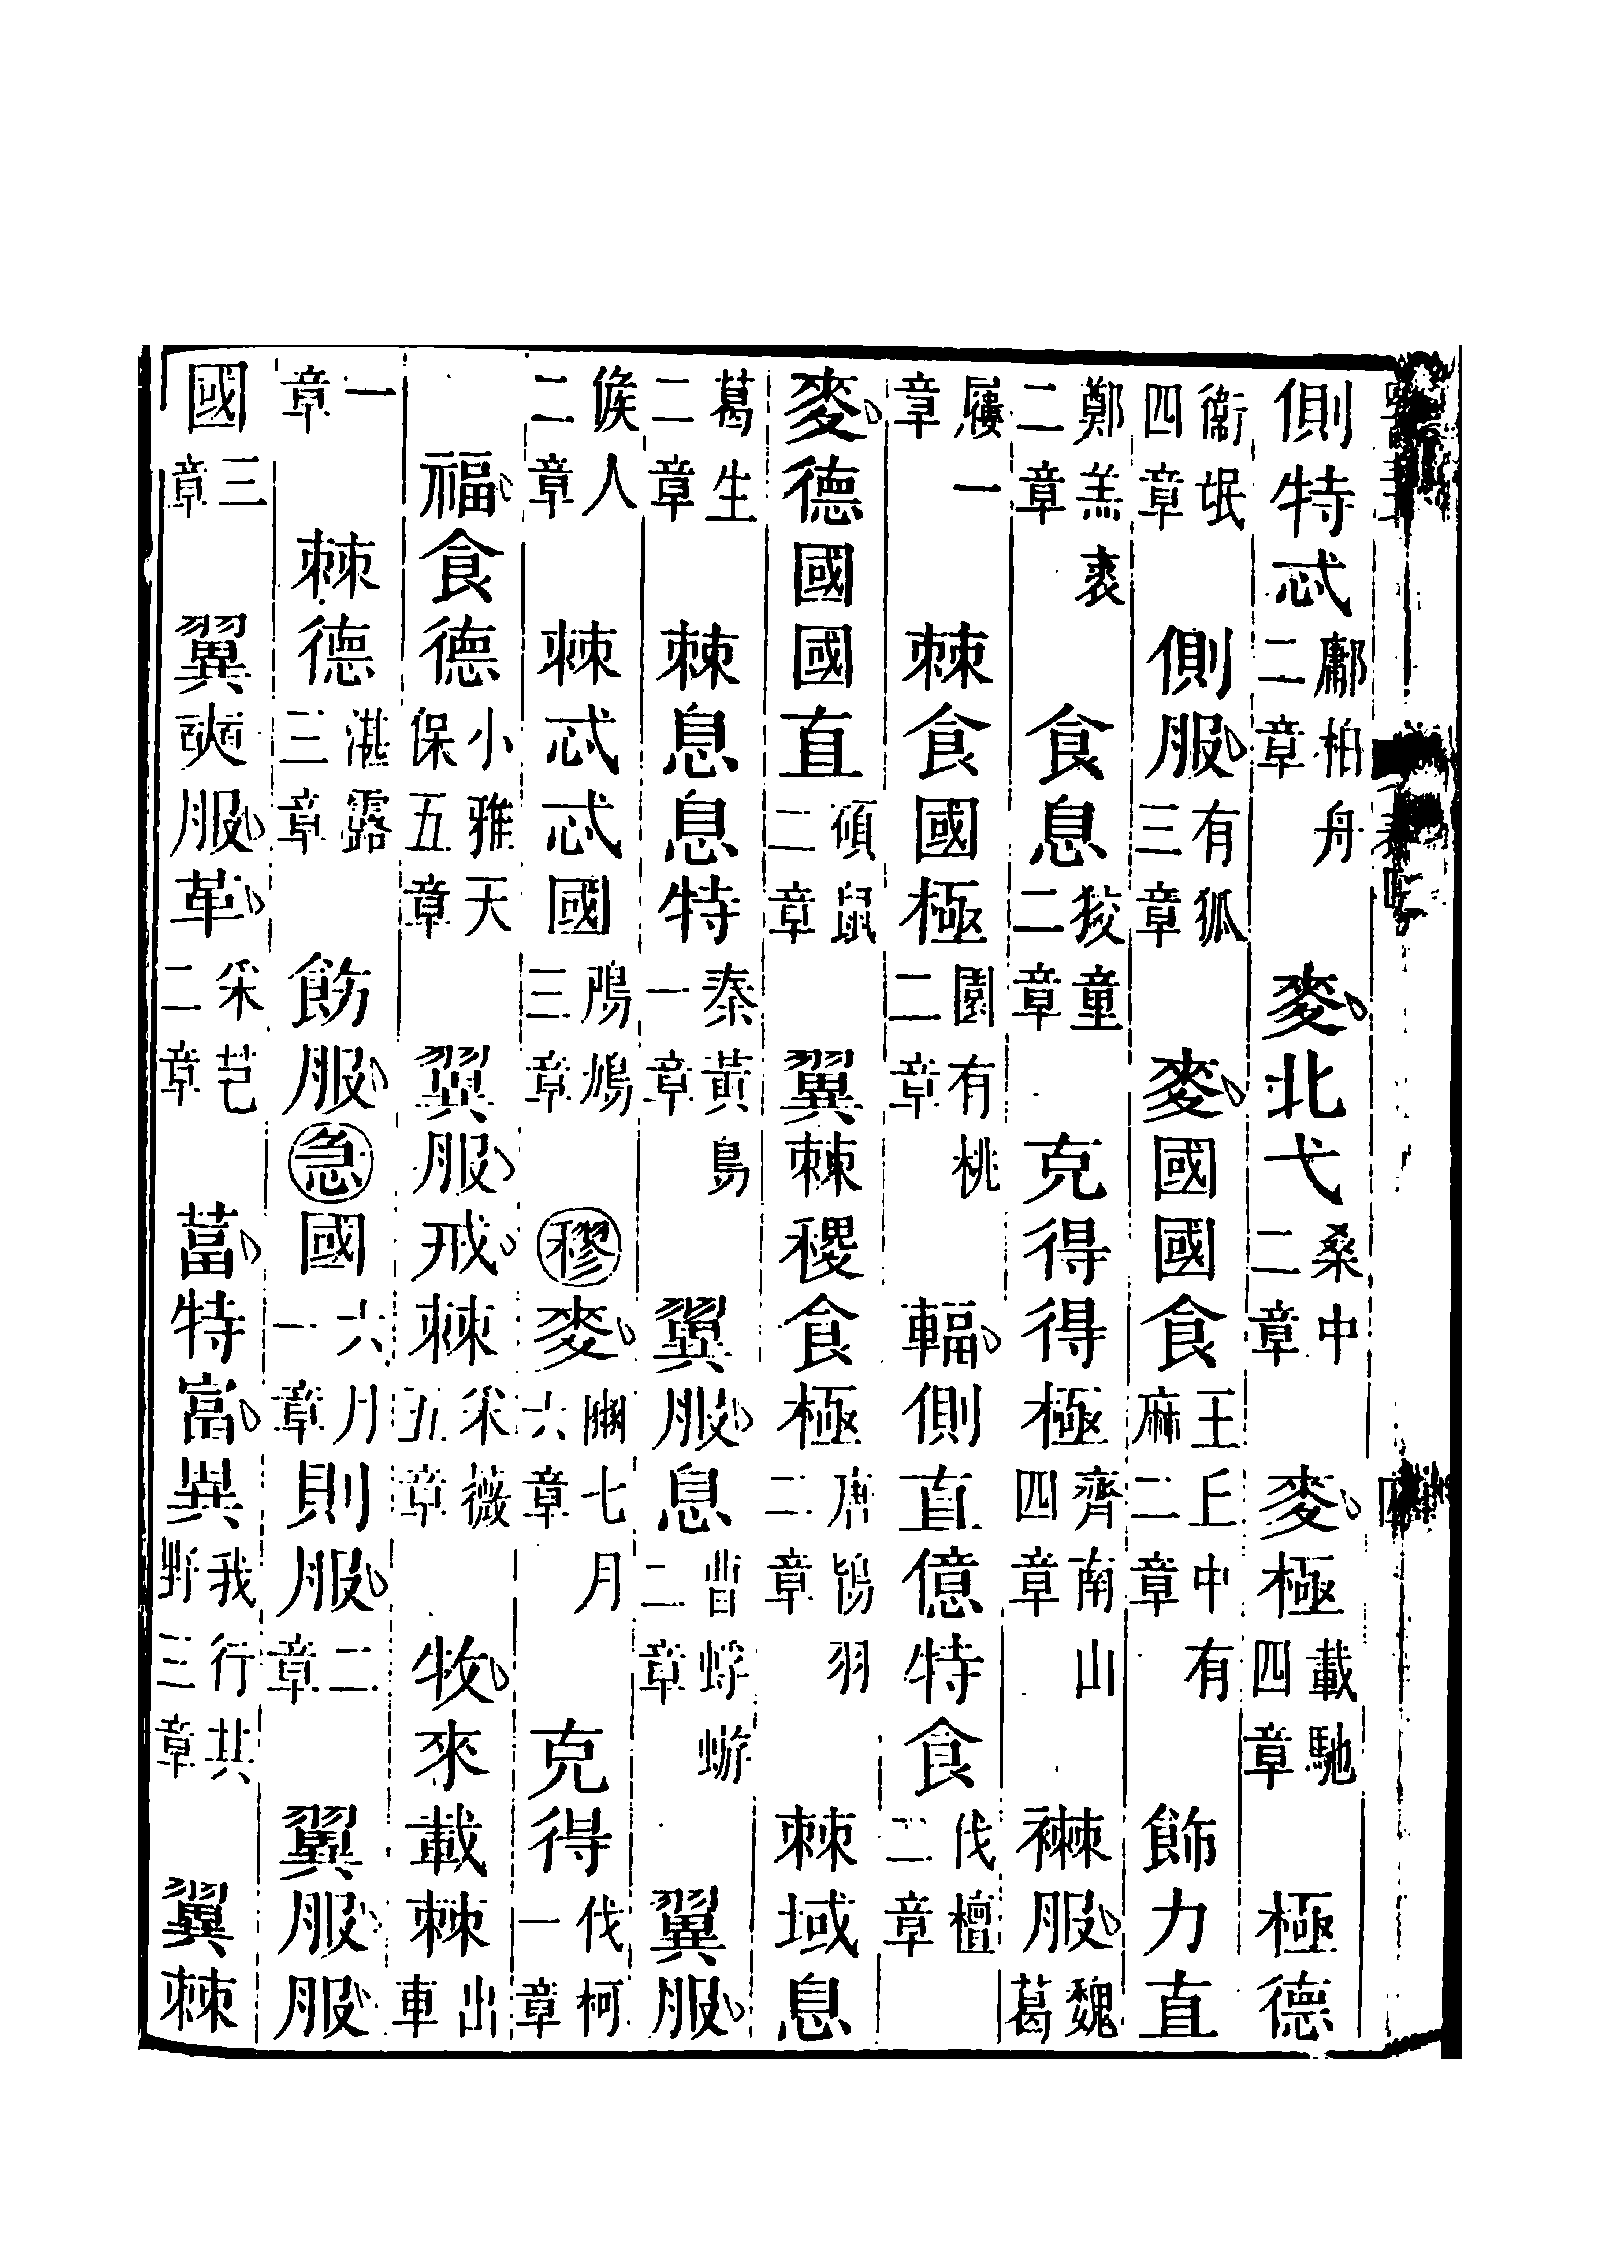 側特忒鄘柏舟二章　麥北弋桑中二章　麥極載馳四章　極德
衞氓四章　側服有狐三章　麥國國食王丘中有麻二章　飾力直
鄭羔裘二章　食息狡童二章　克得得極齊南山四章　襋服魏葛
屨一章　棘食國極園有桃二章　輻側直億特食伐檀二章
麥德國國直碩鼠二章　翼棘稷食極唐鴇羽二章　棘域息
葛生二章　棘息息特秦黃鳥一章　翼服息曹蜉蝣二章　翼服
候人二章　棘忒忒國鳲鳩三章　穋麥豳七月六章　克得伐柯一章
福食德小雅天保五章　翼服戒棘采薇五章　牧來載棘出車
一章　棘德湛露三章　飭服急國六月一章　則服二章　翼服服
國三章　翼奭服革采芑二章　葍特富異我行其野三章　翼棘